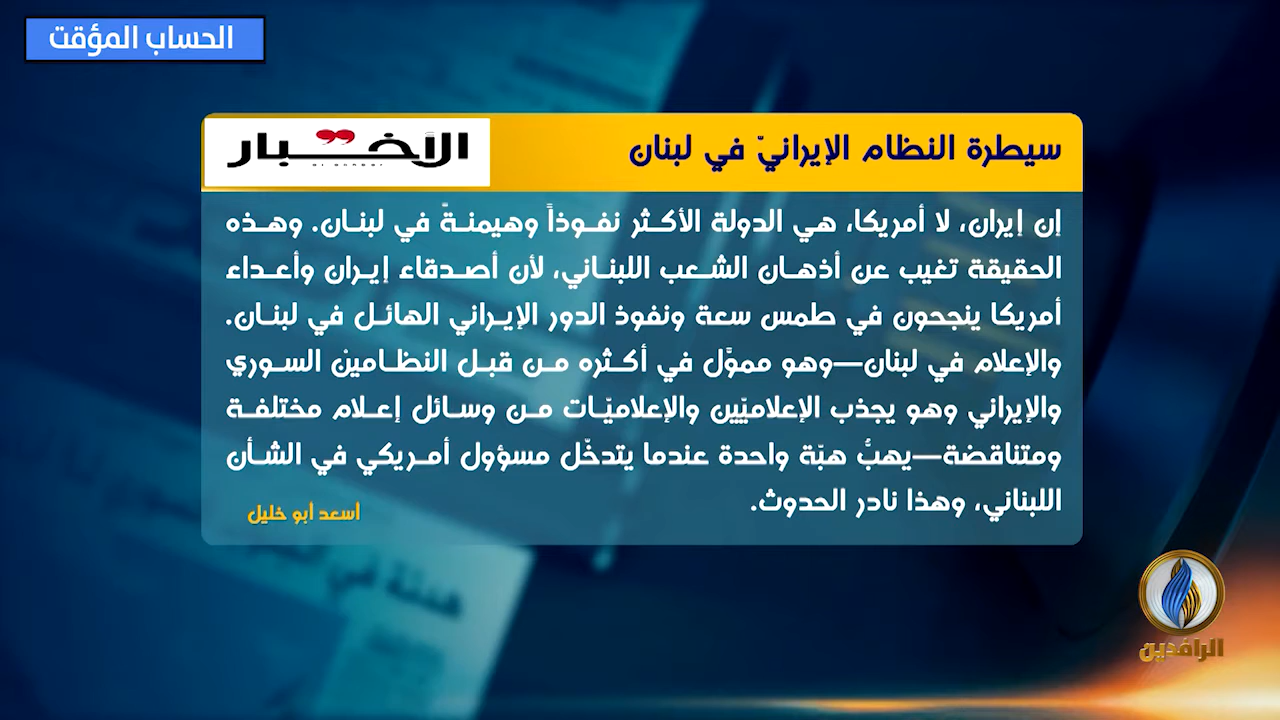 الحساب المؤقت
سيطرة النظام الإيرانيّ في لبنان
الأخبار
إن إيران، لا أمريكا، هي الدولة الأكثر نفوذاً وهيمنةً في لبنان. وهذه
الحقيقة تغيب عن أذهان الشعب اللبناني، لأن أصدقاء إيران وأعداء
أمريكا ينجحون في طمس سعة ونفوذ الدور الإيراني الهائل في لبنان.
والإعلام في لبنان—وهو مموَّل في أكثره من قبل النظامين السوري
والإيراني وهو يجذب الإعلاميّين والإعلاميّات من وسائل إعلام مختلفة
ومتناقضة—يهبُّ هبّة واحدة عندما يتدخّل مسؤول أمريكي في الشأن
اللبناني، وهذا نادر الحدوث.
أسعد أبو خليل
الرافدين